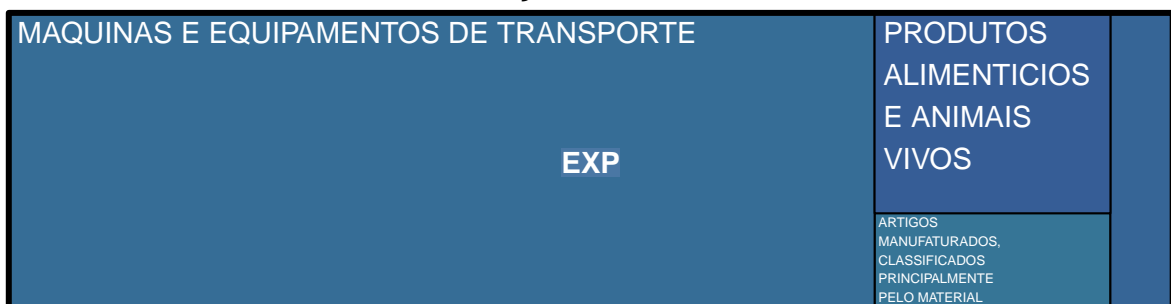 MAQUINAS E EQUIPAMENTOS DE TRANSPORTE
EXP
PRODUTOS
ALIMENTICIOS
E ANIMAIS
VIVOS
ARTIGOS
MANUFATURADOS,
CLASSIFICADOS
PRINCIPALMENTE
PELO MATERIAL